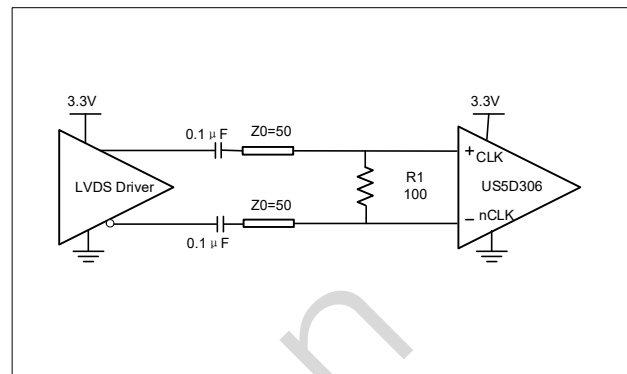 3.3V
3.3V
0.1 μF
Z0=50
+ CLK
LVDS Driver
R1
100
US5D306
Z0=50
− nCLK
0.1 μF
n